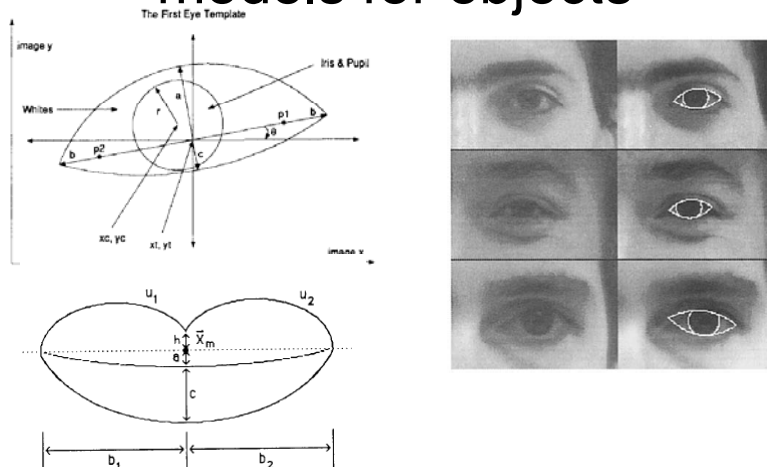 models for objects
The First Eye Template
image y
Iris & Pupil
Whites
a
r
p1
b
θ
b
p2
c
xc, yc
xt, yt
u1
u2
h
X⃗m
a
c
b1
b2